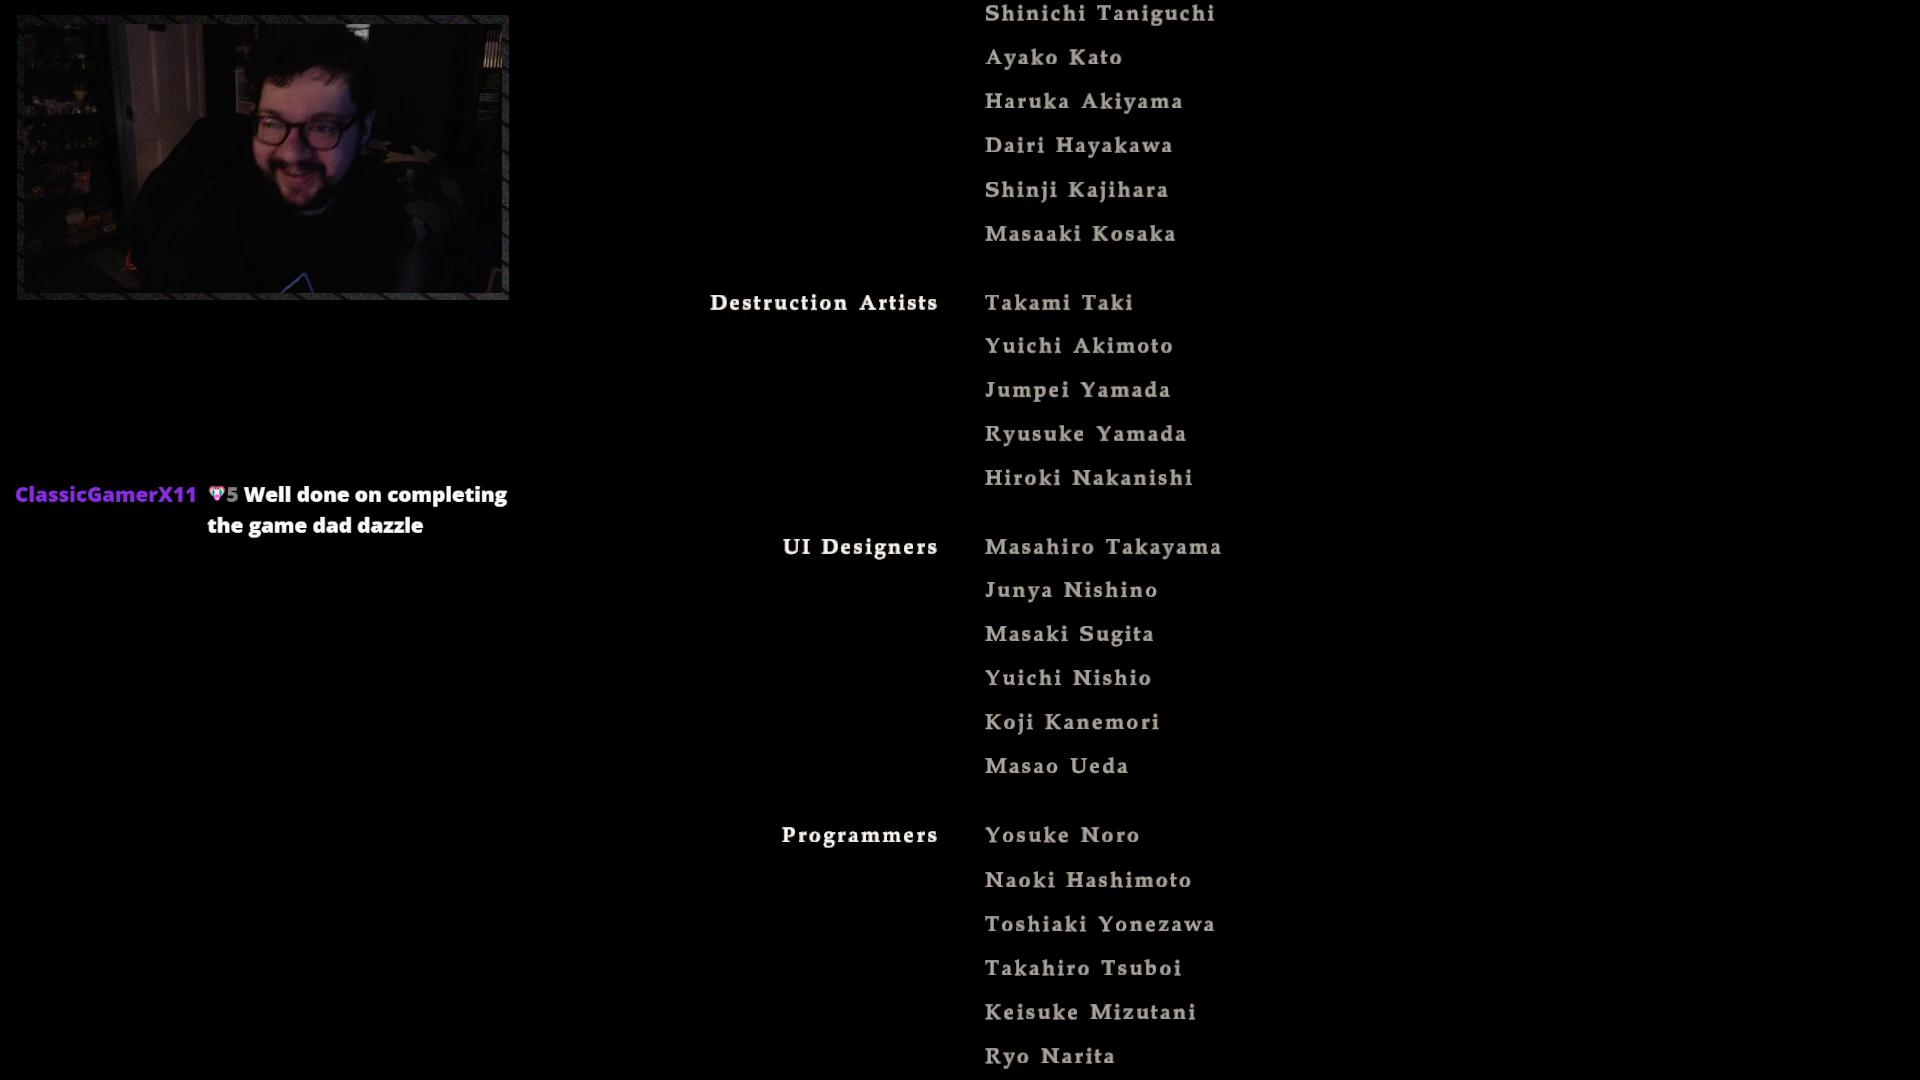 Shinichi Taniguchi
Ayako Kato
Haruka Akiyama
Dairi Hayakawa
Shinji Kajihara
Masaaki Kosaka
Destruction Artists Takami Taki
Yuichi Akimoto
Jumpei Yamada
Ryusuke Yamada
Hiroki Nakanishi
ClassicGamerX11 5 Well done on completing
the game dad dazzle
UI Designers Masahiro Takayama
Junya Nishino
Masaki Sugita
Yuichi Nishio
Koji Kanemori
Masao Ueda
Programmers Yosuke Noro
Naoki Hashimoto
Toshiaki Yonezawa
Takahiro Tsuboi
Keisuke Mizutani
Ryo Narita